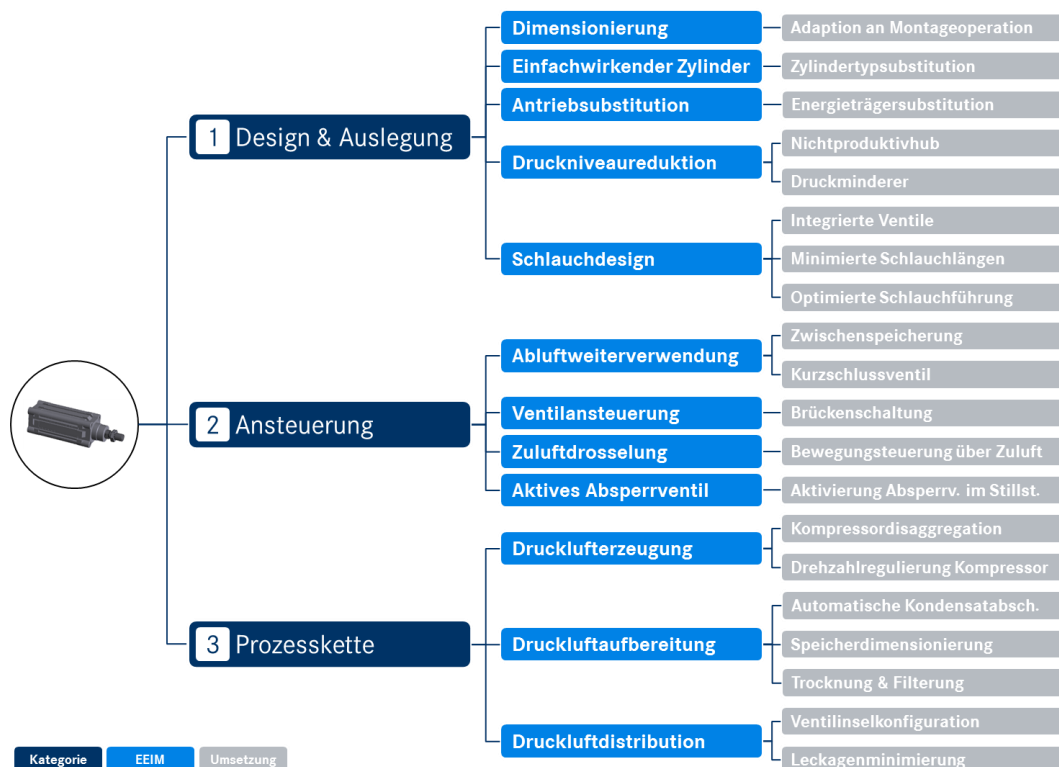 Dimensionierung
Adaption an Montageoperation
Einfachwirkender Zylinder
Zylindertypsubstitution
Antriebsubstitution
Energieträgersubstitution
1 Design & Auslegung
Druckniveaureduktion
Nichtproduktivhub
Druckminderer
Schlauchdesign
Integrierte Ventile
Minimierte Schlauchlängen
Optimierte Schlauchführung
2 Ansteuerung
Abluftweiterverwendung
Zwischenspeicherung
Kurzschlussventil
Ventilansteuerung
Brückenschaltung
Zuluftdrosselung
Bewegungsteuerung über Zuluft
Aktives Absperrventil
Aktivierung Absperrv. im Stillst.
3 Prozesskette
Drucklufterzeugung
Kompressordisaggregation
Drehzahlregulierung Kompressor
Druckluftaufbereitung
Automatische Kondensatabsch.
Speicherdimensionierung
Trocknung & Filterung
Druckluftdistribution
Ventilinselkonfiguration
Leckagenminimierung
Kategorie
EEIM
Umsetzung